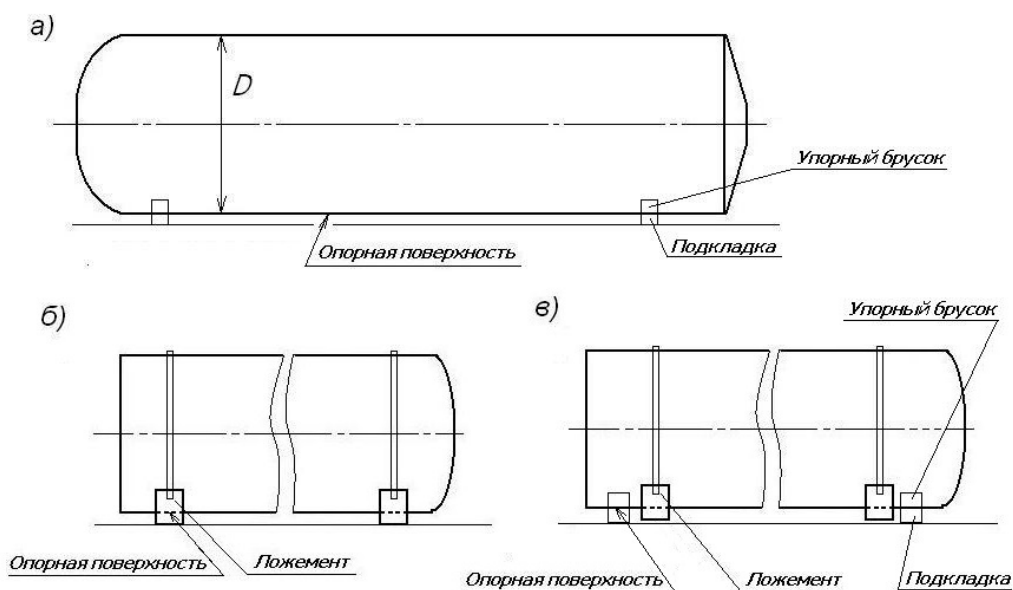 а)
D
Упорный брусок
Опорная поверхность
Подкладка
б)
Опорная поверхность
Ложемент
в)
Упорный брусок
Опорная поверхность
Ложемент
Подкладка